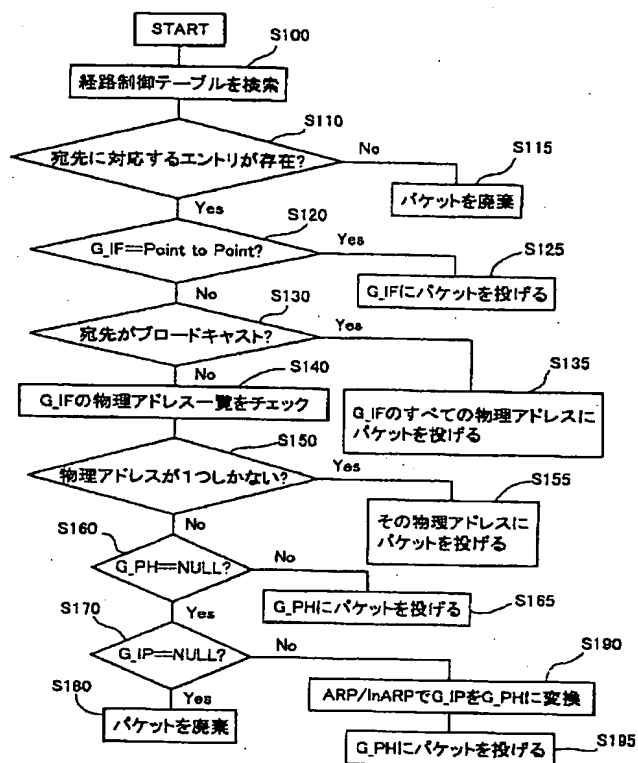 START
S100
経路制御テーブルを検索
S110
宛先に対応するエントリが存在?
No
S115
パケットを廃棄
Yes
S120
G_IF==Point to Point?
Yes
S125
G_IFにパケットを投げる
No
S130
宛先がブロードキャスト?
Yes
S135
G_IFのすべての物理アドレスに
パケットを投げる
No
S140
G_IFの物理アドレス一覧をチェック
S150
物理アドレスが1つしかない?
Yes
S155
その物理アドレスに
パケットを投げる
No
S160
G_PH==NULL?
No
S165
G_PHにパケットを投げる
Yes
S170
G_IP==NULL?
No
S190
ARP/InARPでG_IPをG_PHに変換
S195
G_PHにパケットを投げる
Yes
S180
パケットを廃棄